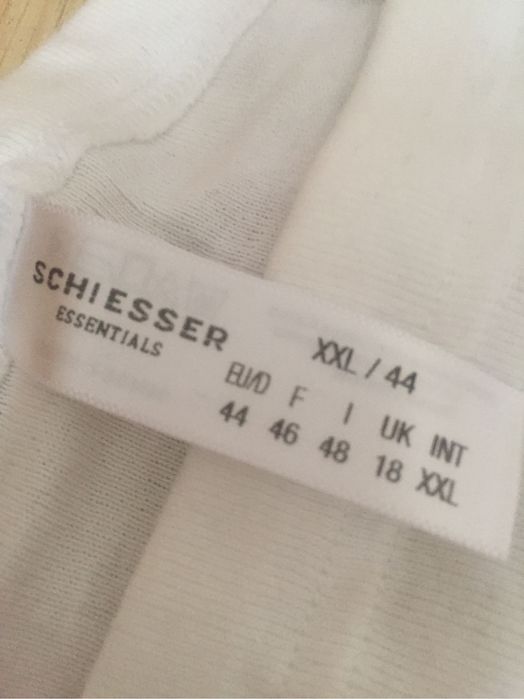 SCHIESSER
ESSENTIALS
XXL / 44
EU/D F I UK INT
44 46 48 18 XXL